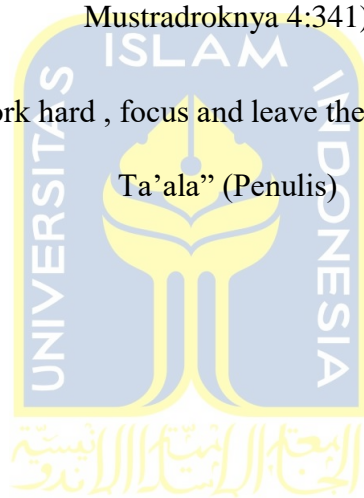 Mustradroknya 4:341)
ork hard , focus and leave the
Ta’ala” (Penulis)
ISLAM
UNIVERSITAS
INDONESIA